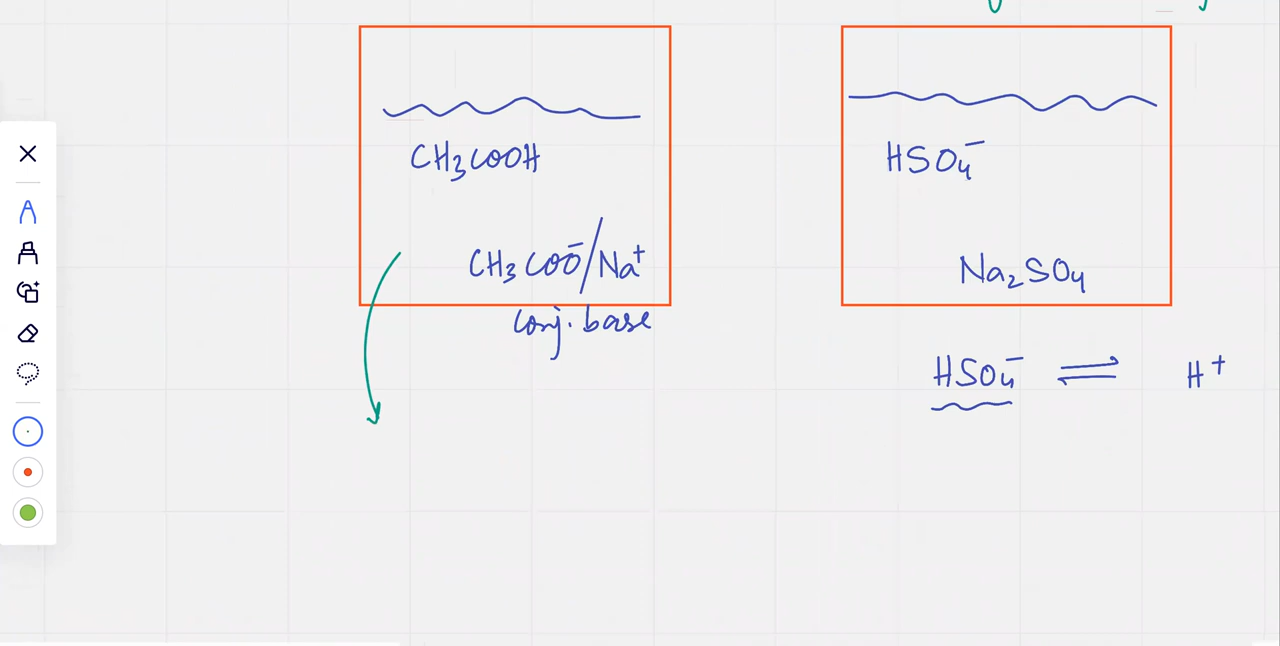 CH₃COOH
CH₃COO⁻/Na⁺
conj. base
HSO₄⁻
Na₂SO₄
HSO₄⁻ ⇌ H⁺